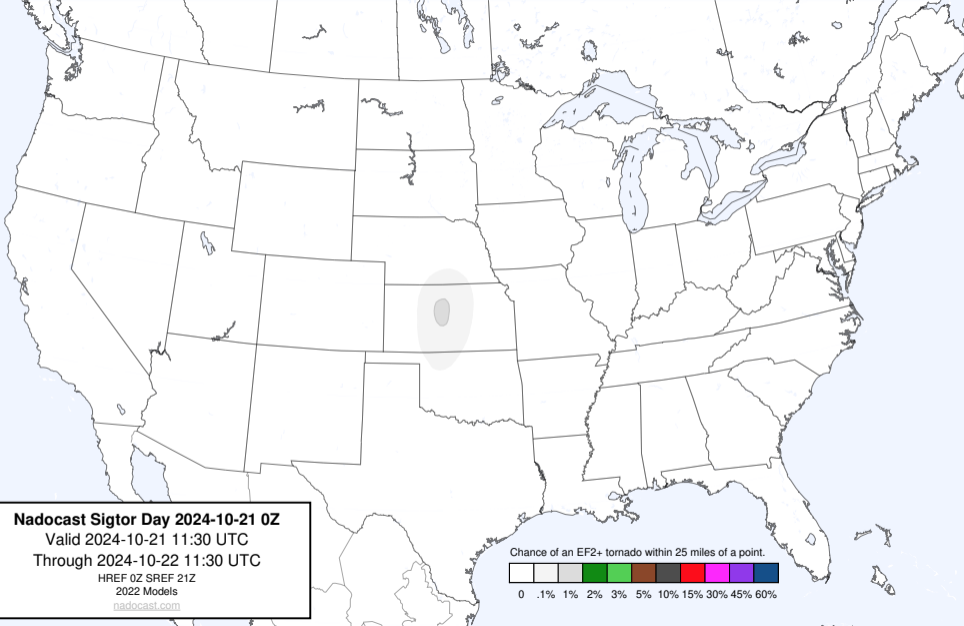 Nadocast Sigtor Day 2024-10-21 0Z
Valid 2024-10-21 11:30 UTC
Through 2024-10-22 11:30 UTC
HREF 0Z SREF 21Z
2022 Models
nadocast.com
Chance of an EF2+ tornado within 25 miles of a point.
0 .1% 1% 2% 3% 5% 10% 15% 30% 45% 60%